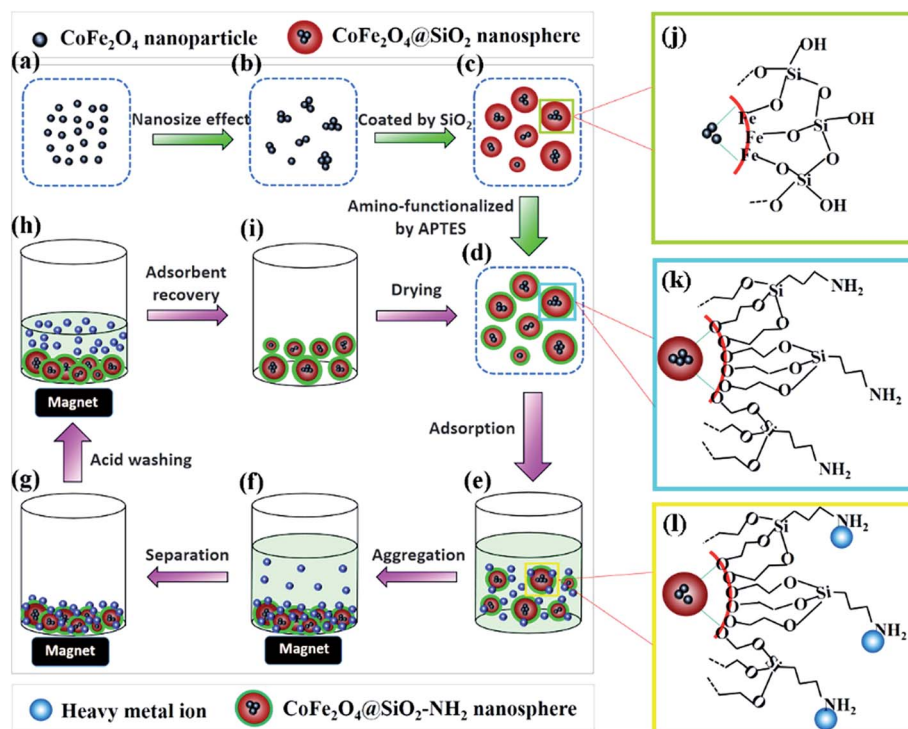 CoFe₂O₄ nanoparticle
CoFe₂O₄@SiO₂ nanosphere
(a)
(b)
(c)
Nanosize effect
Coated by SiO₂
Amino-functionalized
by APTES
(h)
(i)
(d)
Adsorbent
recovery
Drying
Magnet
Acid washing
Adsorption
(g)
(f)
(e)
Separation
Aggregation
Magnet
Magnet
Heavy metal ion
CoFe₂O₄@SiO₂-NH₂ nanosphere
(j)
OH
O
Si
O
O
Fe
Fe
O
Si
OH
Fe
O
O
Si
O
OH
(k)
O
O
Si
NH₂
O
O
O
O
O
O
O
Si
O
O
O
NH₂
O
O
Si
O
NH₂
(l)
O
O
Si
NH₂
O
O
O
O
O
O
O
Si
O
O
O
NH₂
O
O
Si
O
NH₂